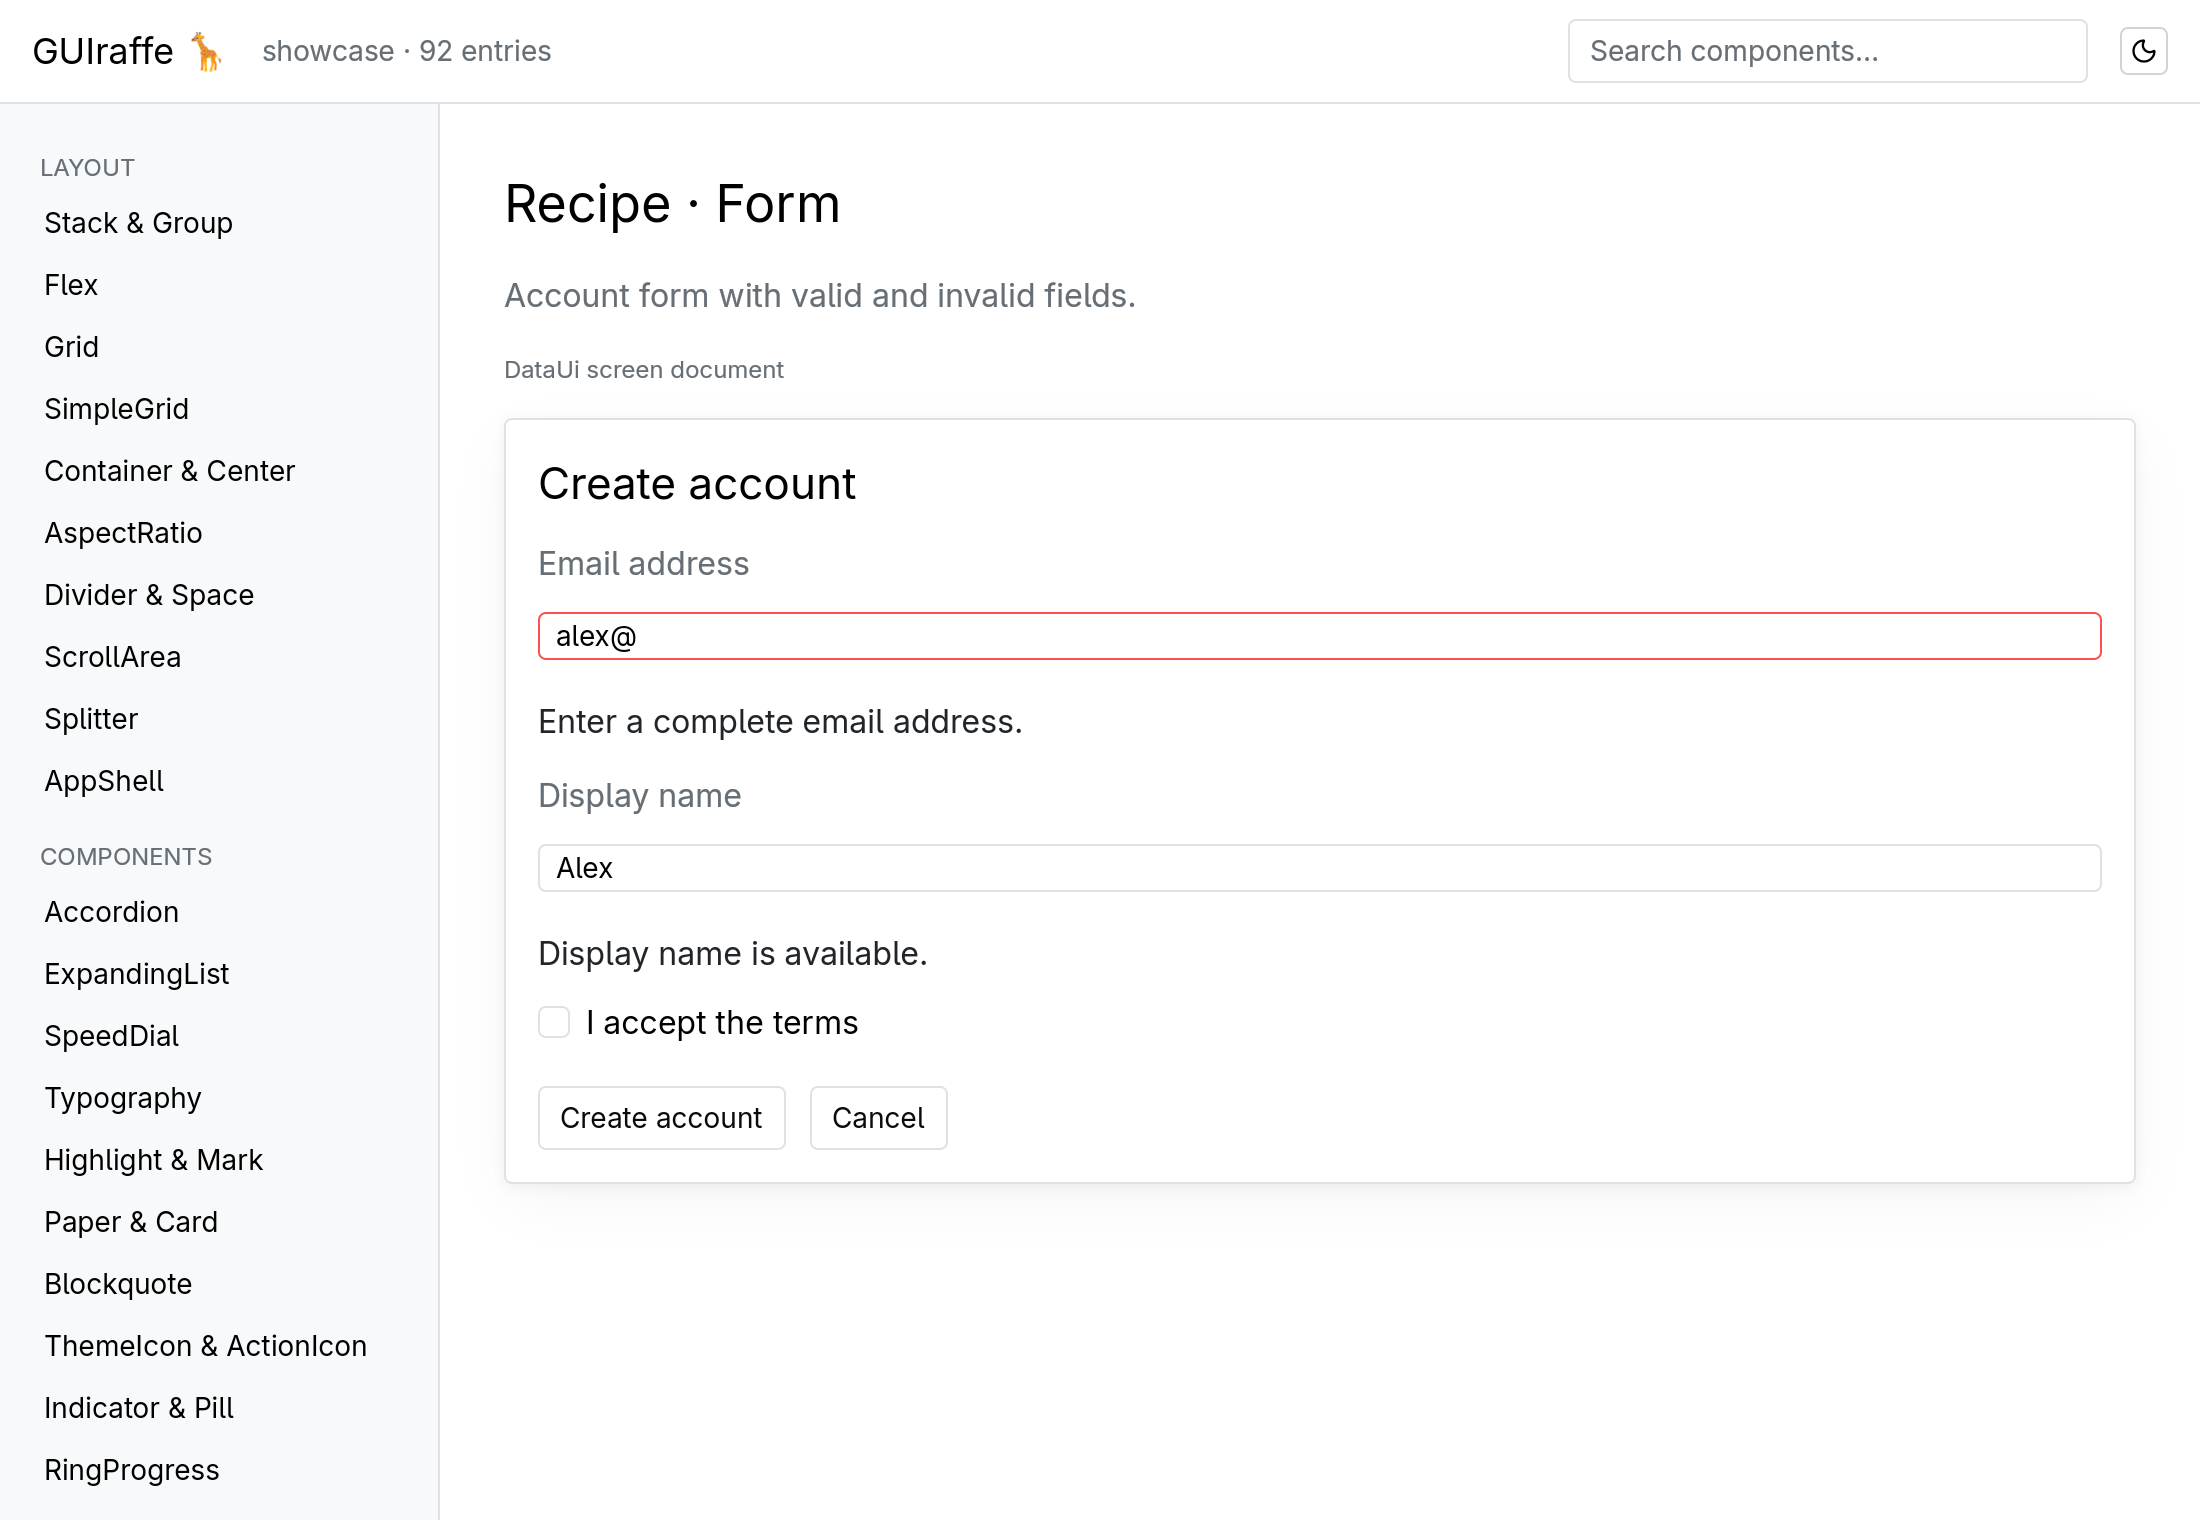 GUIraffe 🦒 showcase · 92 entries
Search components...
LAYOUT
Stack & Group
Flex
Grid
SimpleGrid
Container & Center
AspectRatio
Divider & Space
ScrollArea
Splitter
AppShell
COMPONENTS
Accordion
ExpandingList
SpeedDial
Typography
Highlight & Mark
Paper & Card
Blockquote
ThemeIcon & ActionIcon
Indicator & Pill
RingProgress
Recipe · Form
Account form with valid and invalid fields.
DataUi screen document
Create account
Email address
alex@
Enter a complete email address.
Display name
Alex
Display name is available.
I accept the terms
Create account
Cancel